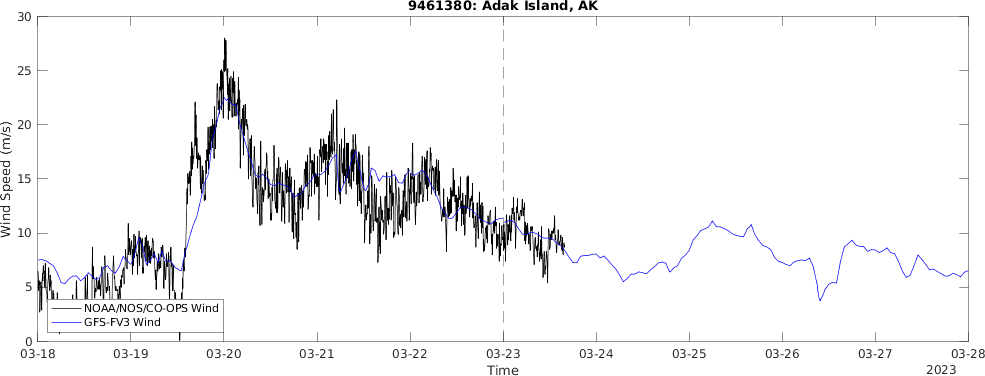 9461380: Adak Island, AK
Wind Speed (m/s)
30
25
20
15
10
5
0
NOAA/NOS/CO-OPS Wind
GFS-FV3 Wind
03-18 03-19 03-20 03-21 03-22 03-23 03-24 03-25 03-26 03-27 03-28
Time
2023